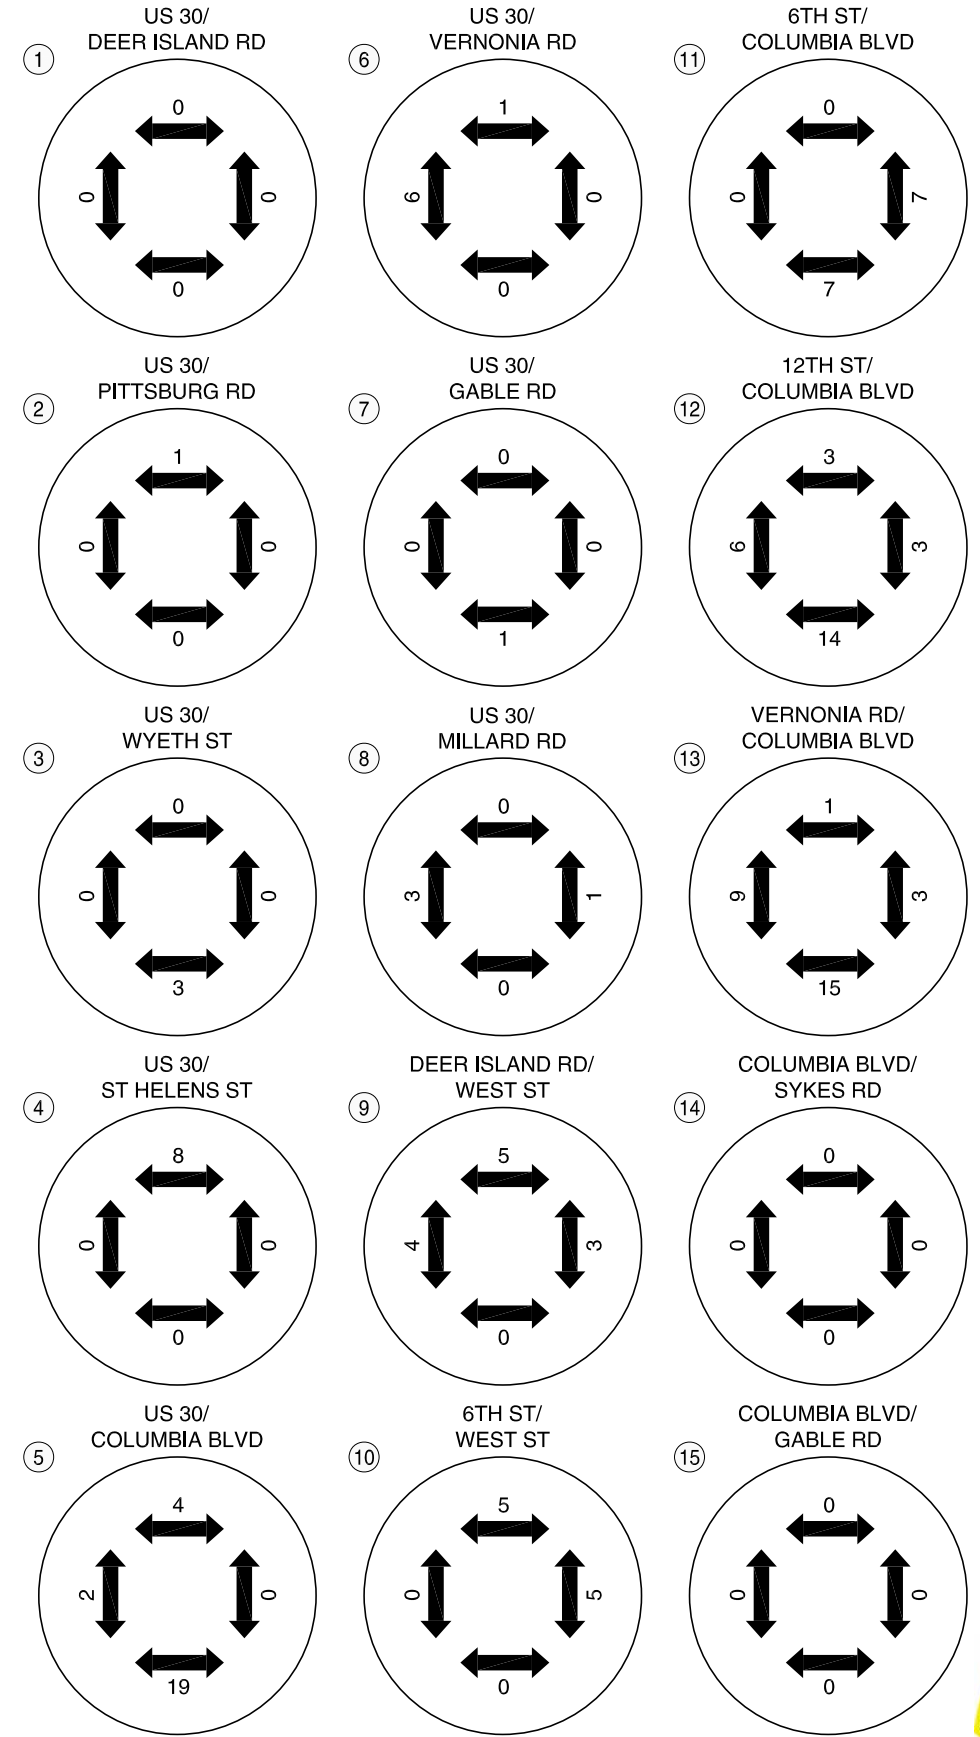 US 30/
DEER ISLAND RD
1
0
0
0
0
US 30/
PITTSBURG RD
2
1
0
0
0
US 30/
WYETH ST
3
0
0
0
3
US 30/
ST HELENS ST
4
8
0
0
0
US 30/
COLUMBIA BLVD
5
4
2
0
19
US 30/
VERNONIA RD
6
1
6
0
0
US 30/
GABLE RD
7
0
0
0
1
US 30/
MILLARD RD
8
0
3
1
0
DEER ISLAND RD/
WEST ST
9
5
4
3
0
6TH ST/
WEST ST
10
5
0
5
0
6TH ST/
COLUMBIA BLVD
11
0
0
7
7
12TH ST/
COLUMBIA BLVD
12
3
6
3
14
VERNONIA RD/
COLUMBIA BLVD
13
1
9
3
15
COLUMBIA BLVD/
SYKES RD
14
0
0
0
0
COLUMBIA BLVD/
GABLE RD
15
0
0
0
0